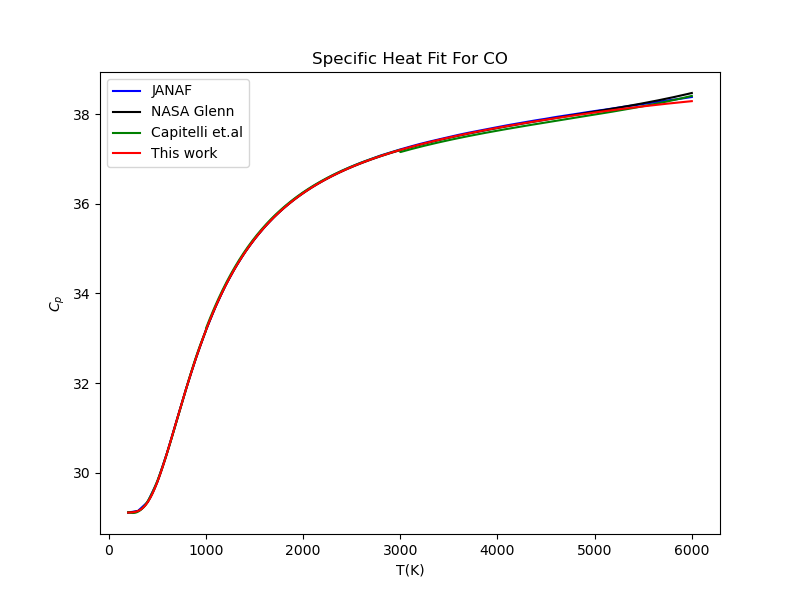 Specific Heat Fit For CO
JANAF
NASA Glenn
Capitelli et.al
This work
38
36
34
32
30
C_p
0 1000 2000 3000 4000 5000 6000
T(K)